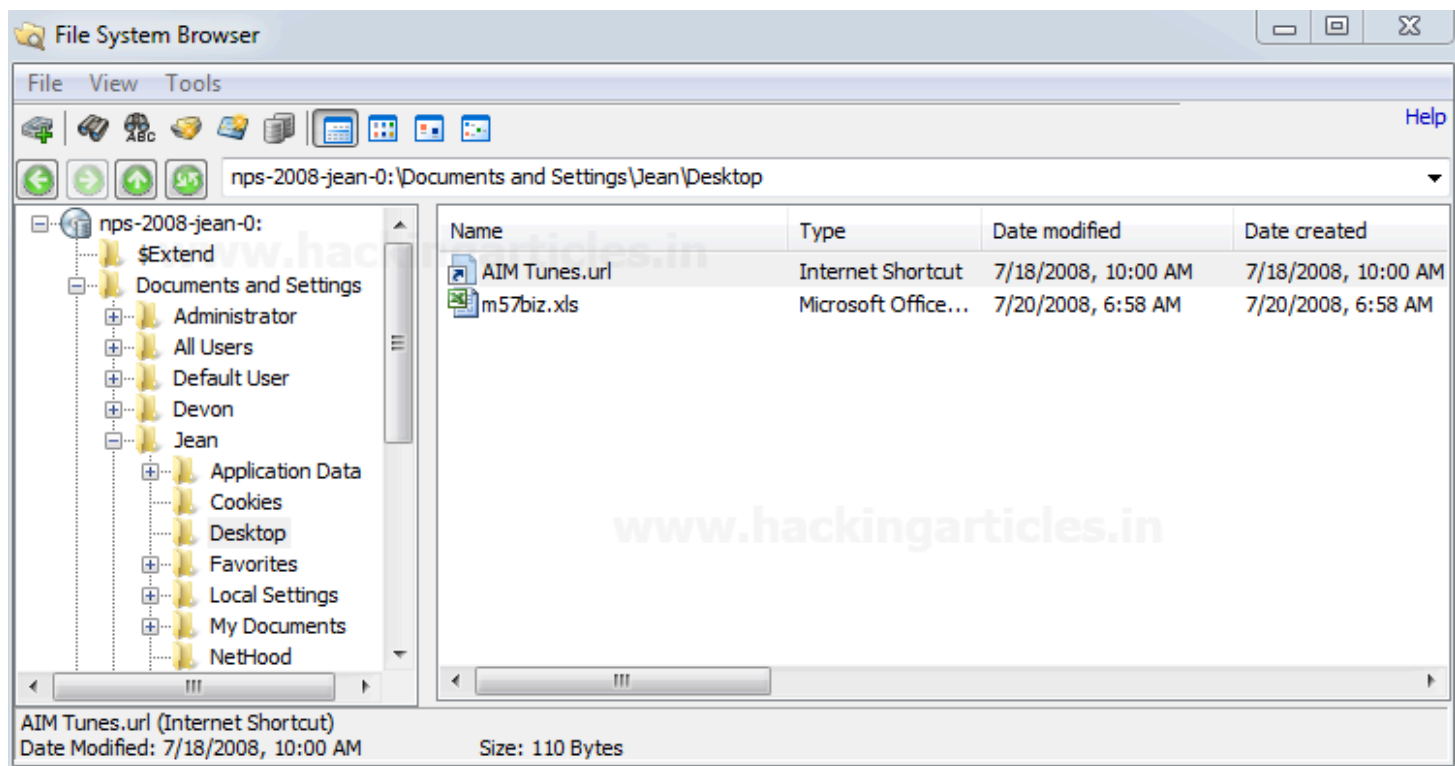 File System Browser
File View Tools
ABC
Help
nps-2008-jean-0:\Documents and Settings\Jean\Desktop
nps-2008-jean-0:
$Extend
Documents and Settings
Administrator
All Users
Default User
Devon
Jean
Application Data
Cookies
Desktop
Favorites
Local Settings
My Documents
NetHood
Name Type Date modified Date created
AIM Tunes.url Internet Shortcut 7/18/2008, 10:00 AM 7/18/2008, 10:00 AM
m57biz.xls Microsoft Office... 7/20/2008, 6:58 AM 7/20/2008, 6:58 AM
www.hackingarticles.in
www.hackingarticles.in
AIM Tunes.url (Internet Shortcut)
Date Modified: 7/18/2008, 10:00 AM Size: 110 Bytes